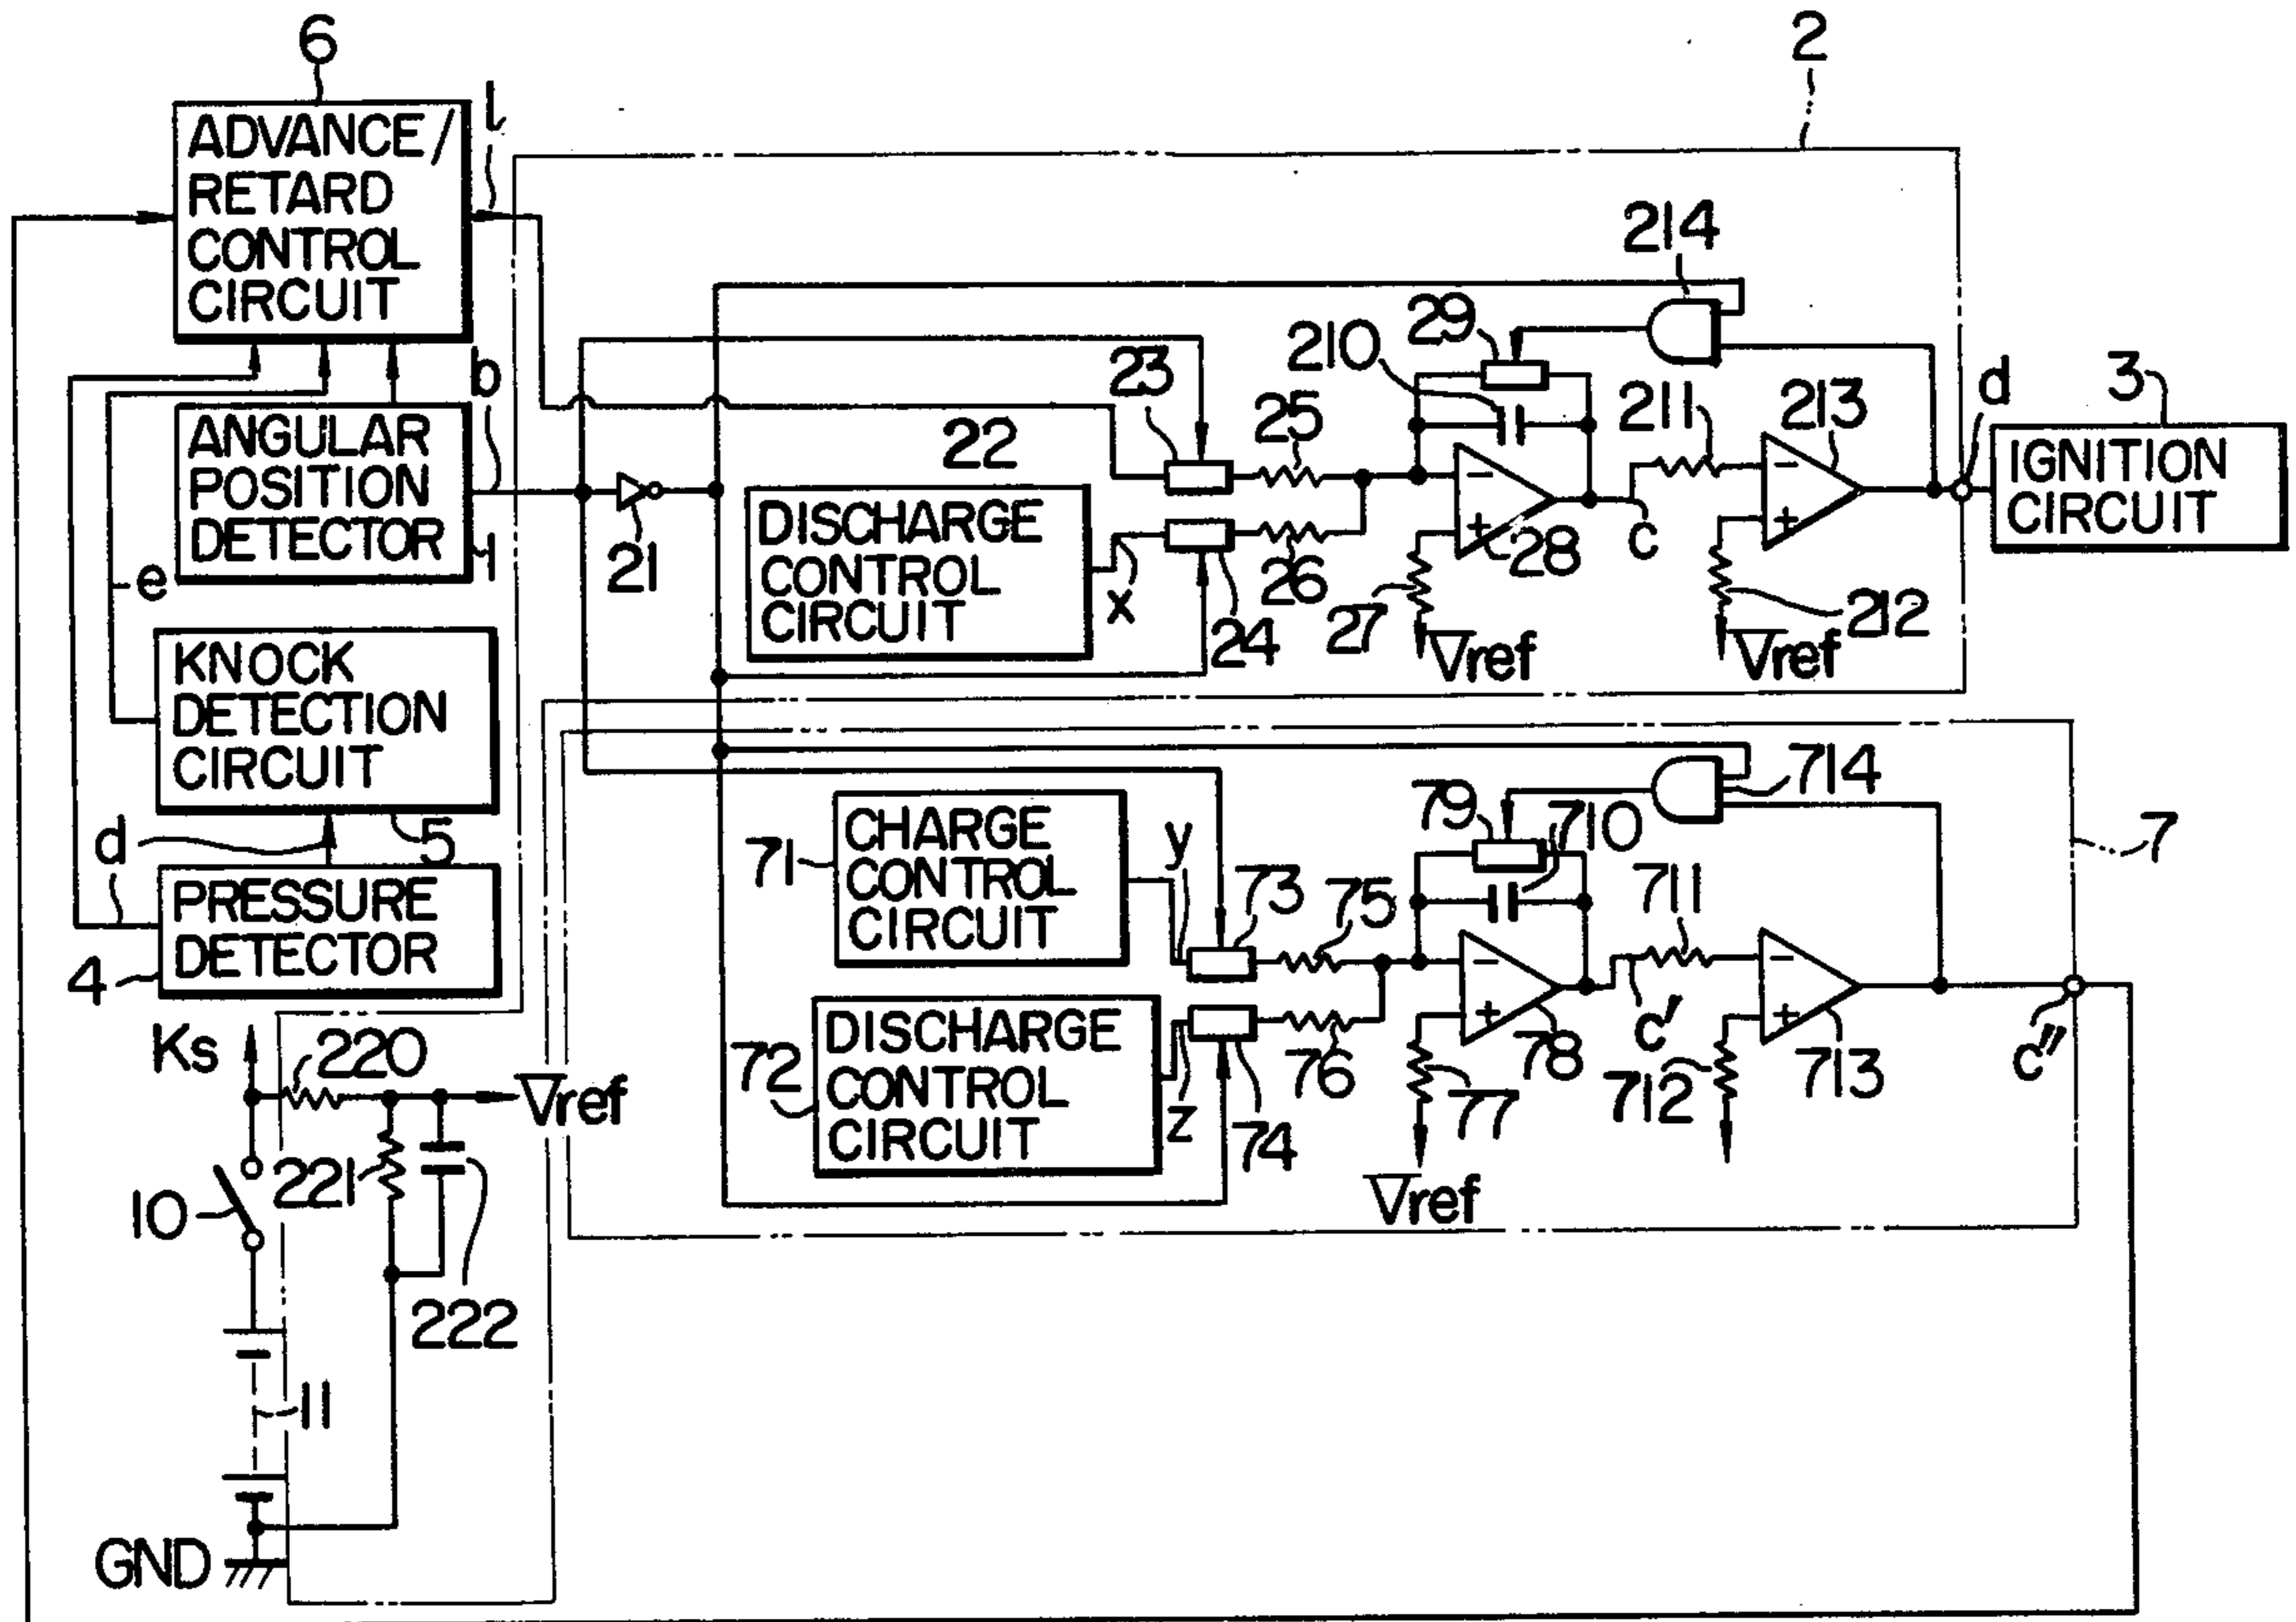 6
2
ADVANCE/
RETARD
CONTROL
CIRCUIT
214
29
210
23
b
22
25
211
213
d
3
ANGULAR
POSITION
DETECTOR
1
IGNITION
CIRCUIT
DISCHARGE
CONTROL
CIRCUIT
21
x
24
26
27
28
c
212
Vref
Vref
e
KNOCK
DETECTION
CIRCUIT
5
d
714
79
710
7
PRESSURE
DETECTOR
4
71
CHARGE
CONTROL
CIRCUIT
y
73
75
711
72
DISCHARGE
CONTROL
CIRCUIT
z
74
76
77
78
c'
712
713
c"
Vref
Ks
220
Vref
221
10
222
11
GND